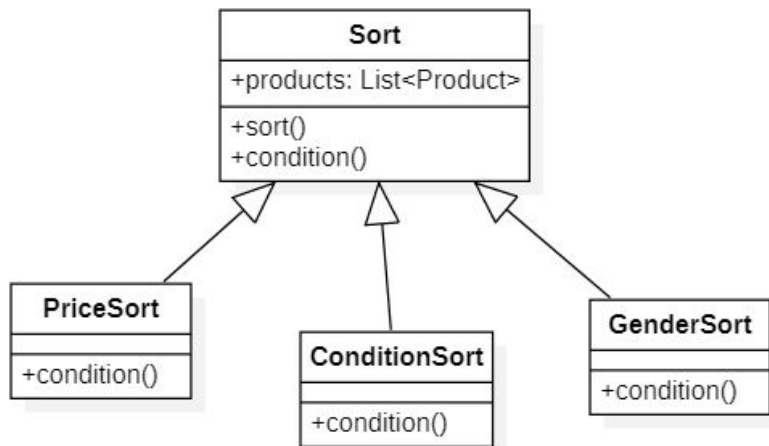 Sort
+products: List<Product>
+sort()
+condition()
PriceSort
+condition()
ConditionSort
+condition()
GenderSort
+condition()